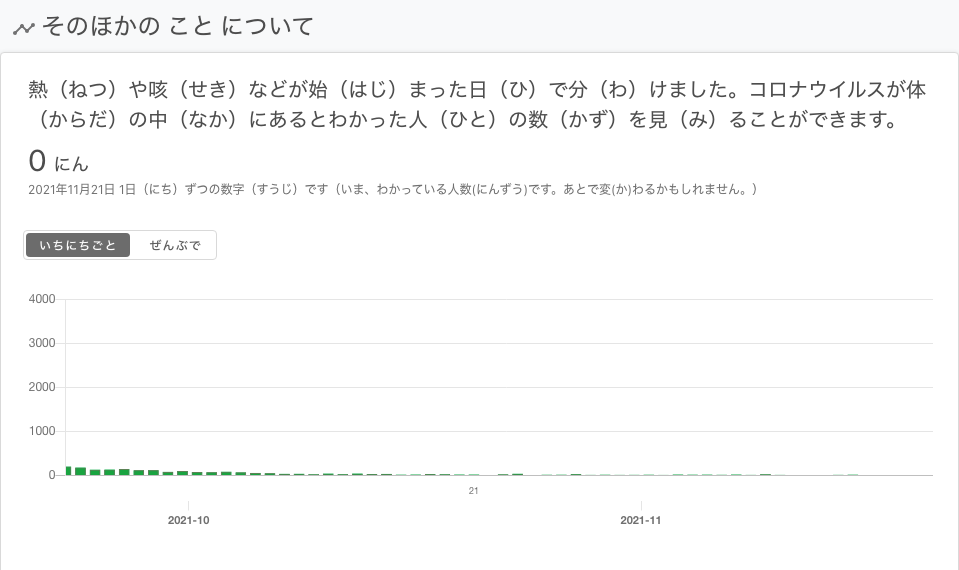 そのほかの こと について
熱（ねつ）や咳（せき）などが始（はじ）まった日（ひ）で分（わ）けました。コロナウイルスが体
（からだ）の中（なか）にあるとわかった人（ひと）の数（かず）を見（み）ることができます。
0 にん
2021年11月21日 1日（にち）ずつの数字（すうじ）です（いま、わかっている人数(にんずう)です。あとで変(か)わるかもしれません。）
いちにちごと ぜんぶで
4000
3000
2000
1000
0
21
2021-10 2021-11